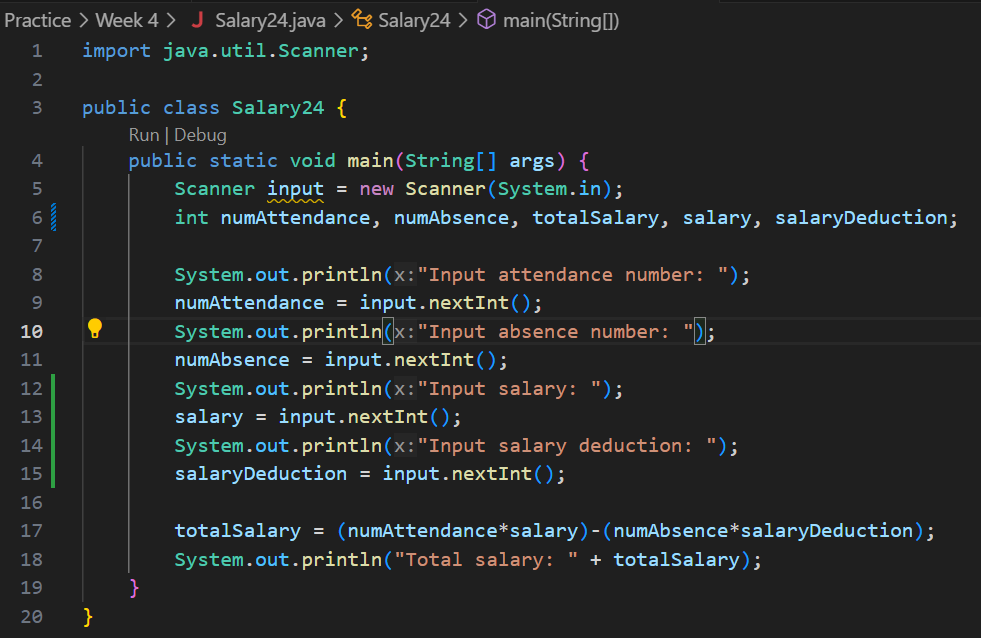 Practice > Week 4 > J Salary24.java > Salary24 > main(String[])
1 import java.util.Scanner;
2
3 public class Salary24 {
Run | Debug
4 public static void main(String[] args) {
5 Scanner input = new Scanner(System.in);
6 int numAttendance, numAbsence, totalSalary, salary, salaryDeduction;
7
8 System.out.println(x:"Input attendance number: ");
9 numAttendance = input.nextInt();
10 System.out.println(x:"Input absence number: ");
11 numAbsence = input.nextInt();
12 System.out.println(x:"Input salary: ");
13 salary = input.nextInt();
14 System.out.println(x:"Input salary deduction: ");
15 salaryDeduction = input.nextInt();
16
17 totalSalary = (numAttendance*salary)-(numAbsence*salaryDeduction);
18 System.out.println("Total salary: " + totalSalary);
19 }
20 }